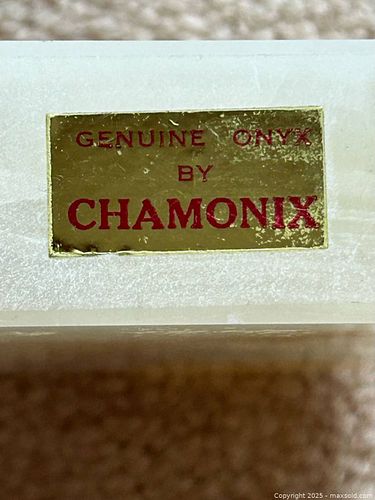 GENUINE ONYX
BY
CHAMONIX
Copyright 2025 - maxsold.com